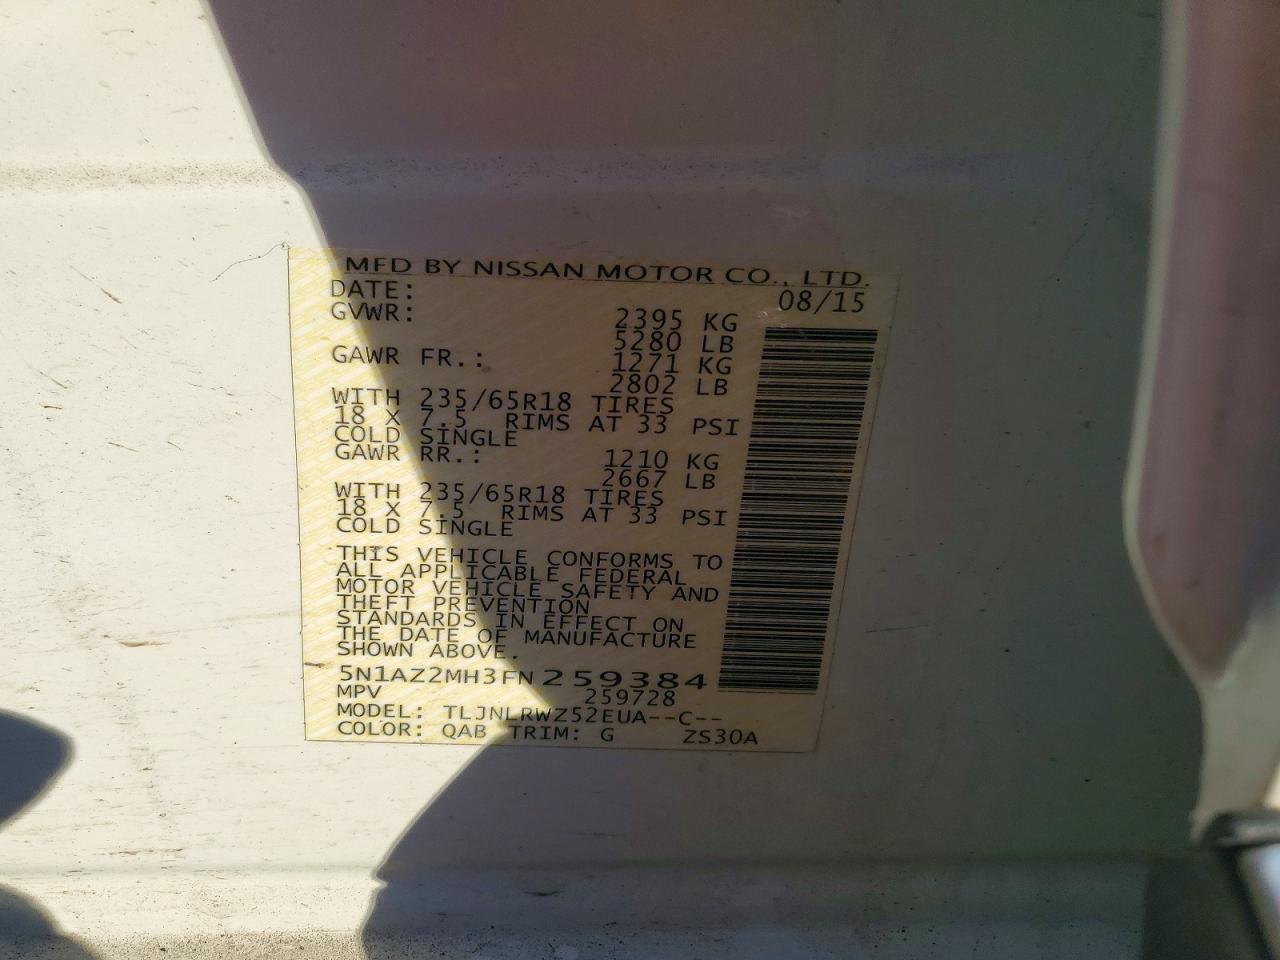 MFD BY NISSAN MOTOR CO., LTD.
DATE: 08/15
GVWR: 2395 KG
5280 LB
GAWR FR.: 1271 KG
2802 LB
WITH 235/65R18 TIRES
18 X 7.5 RIMS AT 33 PSI
COLD SINGLE
GAWR RR.: 1210 KG
2667 LB
WITH 235/65R18 TIRES
18 X 7.5 RIMS AT 33 PSI
COLD SINGLE
THIS VEHICLE CONFORMS TO
ALL APPLICABLE FEDERAL
MOTOR VEHICLE SAFETY AND
THEFT PREVENTION
STANDARDS IN EFFECT ON
THE DATE OF MANUFACTURE
SHOWN ABOVE.
5N1AZ2MH3FN259384
MPV 259728
MODEL: TLJNLRWZ52EUA--C--
COLOR: QAB TRIM: G ZS30A